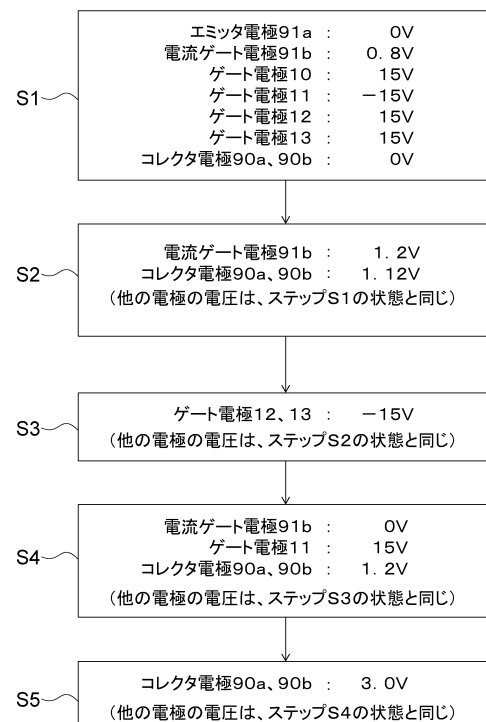 S1
エミッタ電極91a : 0V
電流ゲート電極91b : 0.8V
ゲート電極10 : 15V
ゲート電極11 : −15V
ゲート電極12 : 15V
ゲート電極13 : 15V
コレクタ電極90a、90b : 0V
S2
電流ゲート電極91b : 1.2V
コレクタ電極90a、90b : 1.12V
(他の電極の電圧は、ステップS1の状態と同じ)
S3
ゲート電極12、13 : −15V
(他の電極の電圧は、ステップS2の状態と同じ)
S4
電流ゲート電極91b : 0V
ゲート電極11 : 15V
コレクタ電極90a、90b : 1.2V
(他の電極の電圧は、ステップS3の状態と同じ)
S5
コレクタ電極90a、90b : 3.0V
(他の電極の電圧は、ステップS4の状態と同じ)